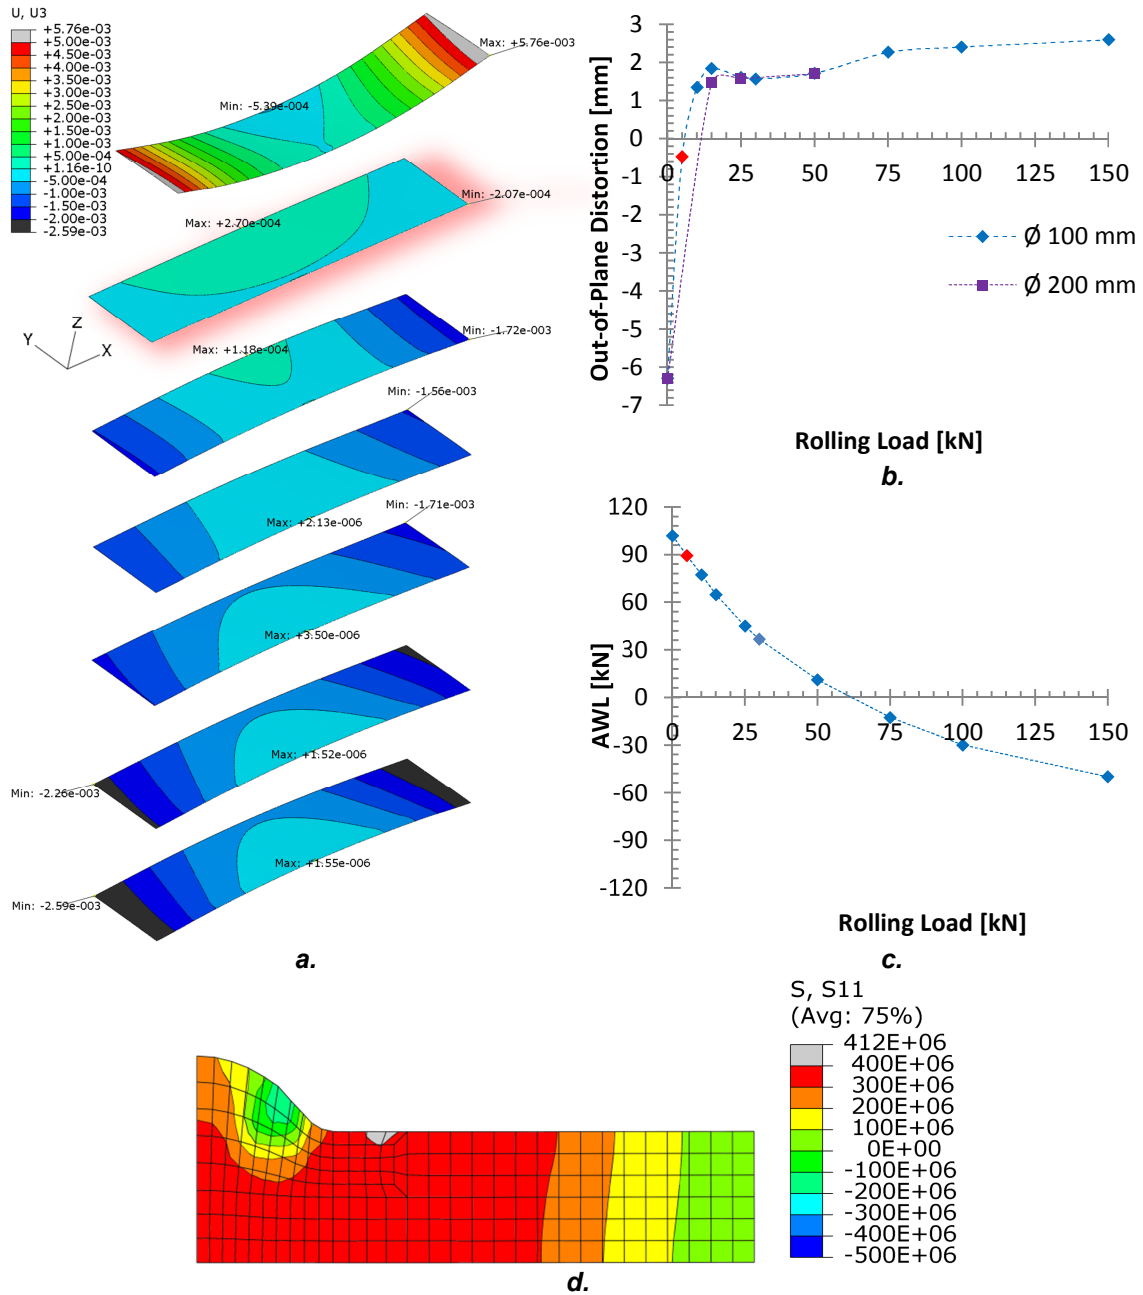 U, U3
+5.76e-03
+5.00e-03
+4.50e-03
+4.00e-03
+3.50e-03
+3.00e-03
+2.50e-03
+2.00e-03
+1.50e-03
+1.00e-03
+5.00e-04
+1.16e-10
-5.00e-04
-1.00e-03
-1.50e-03
-2.00e-03
-2.59e-03
Max: +5.76e-003
Min: -5.39e-004
Min: -2.07e-004
Max: +2.70e-004
Z
Y
X
Min: -1.72e-003
Max: +1.18e-004
Min: -1.56e-003
Max: +2.13e-006
Min: -1.71e-003
Max: +3.50e-006
Max: +1.52e-006
Min: -2.26e-003
Max: +1.55e-006
Min: -2.59e-003
a.
Out-of-Plane Distortion [mm]
3
2
1
0
-1
-2
-3
-4
-5
-6
-7
0 25 50 75 100 125 150
Ø 100 mm
Ø 200 mm
Rolling Load [kN]
b.
AWL [kN]
120
90
60
30
0
-30
-60
-90
-120
0 25 50 75 100 125 150
Rolling Load [kN]
c.
S, S11
(Avg: 75%)
412E+06
400E+06
300E+06
200E+06
100E+06
0E+00
-100E+06
-200E+06
-300E+06
-400E+06
-500E+06
d.